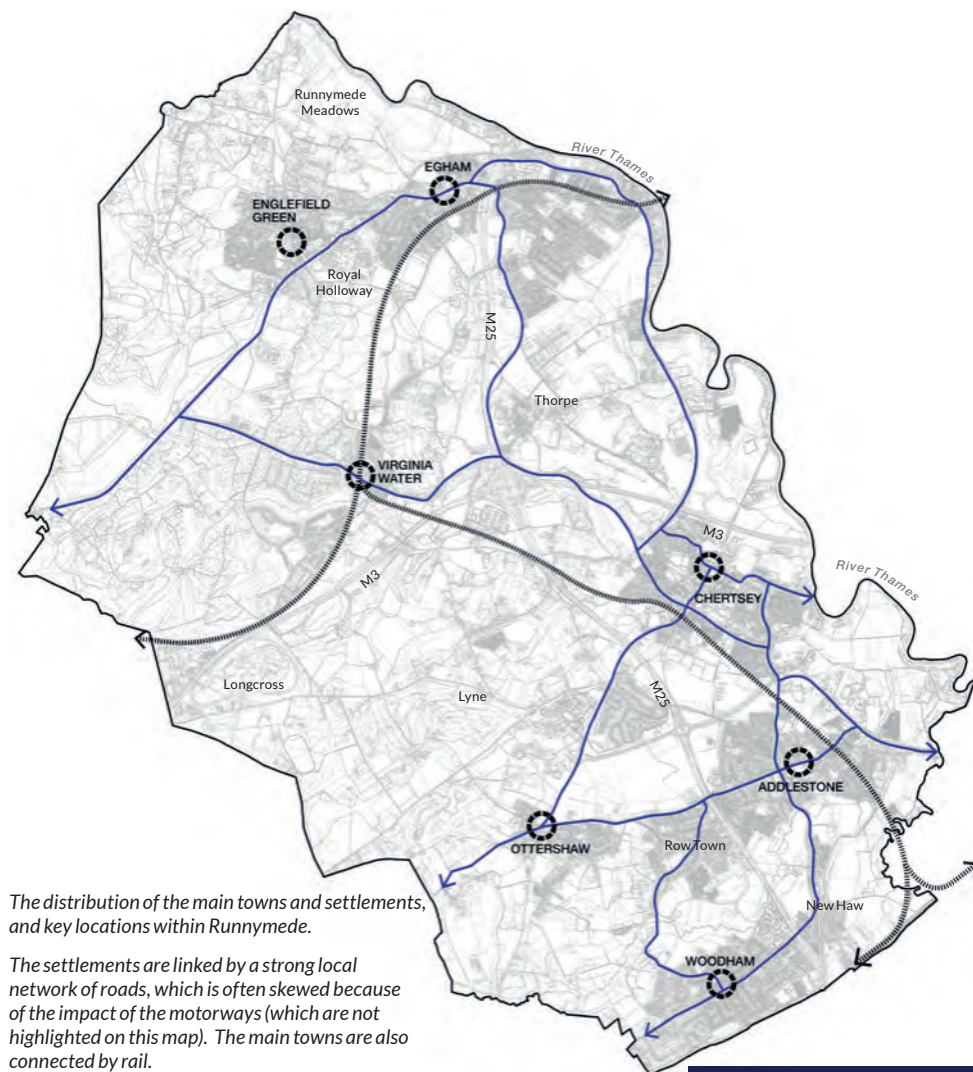 Runnymede
Meadows
River Thames
EGHAM
ENGLEFIELD
GREEN
Royal
Holloway
M25
Thorpe
VIRGINIA
WATER
M3
River Thames
M3
CHERTSEY
Longcross
Lyne
M25
ADDLESTONE
OTTERSHAW
Row Town
New Haw
WOODHAM
The distribution of the main towns and settlements,
and key locations within Runnymede.
The settlements are linked by a strong local
network of roads, which is often skewed because
of the impact of the motorways (which are not
highlighted on this map). The main towns are also
connected by rail.